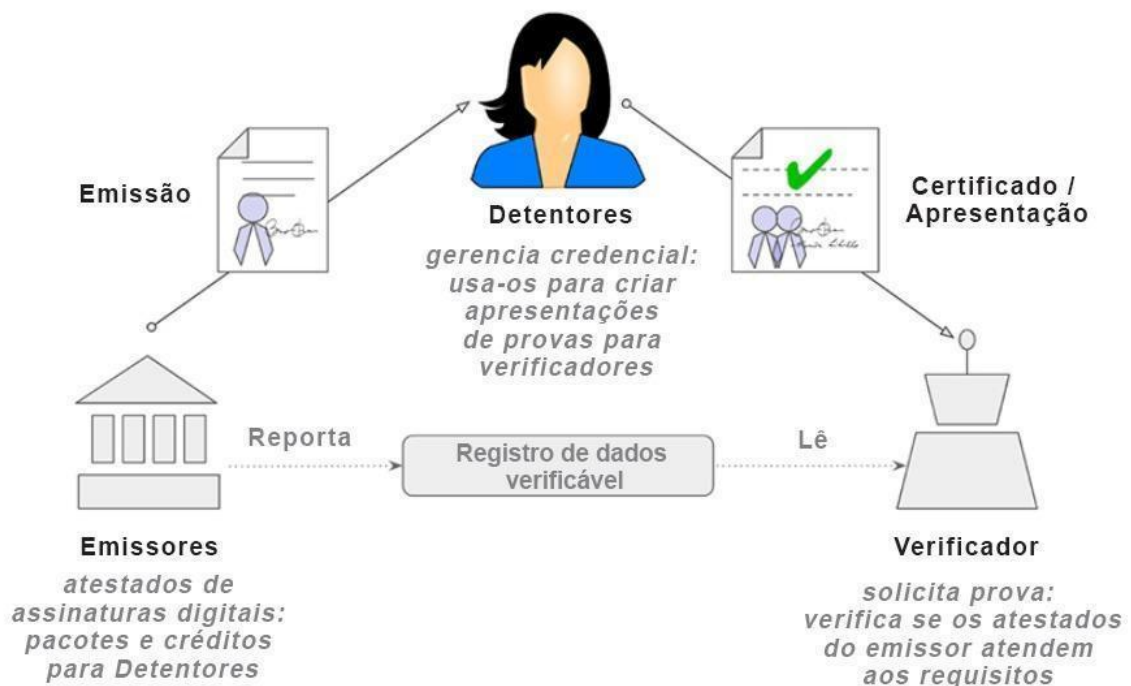 Emissão
Detentores
gerencia credencial:
usa-os para criar
apresentações
de provas para
verificadores
Certificado /
Apresentação
Reporta
Registro de dados
verificável
Lê
Emissores
atestados de
assinaturas digitais:
pacotes e créditos
para Detentores
Verificador
solicita prova:
verifica se os atestados
do emissor atendem
aos requisitos